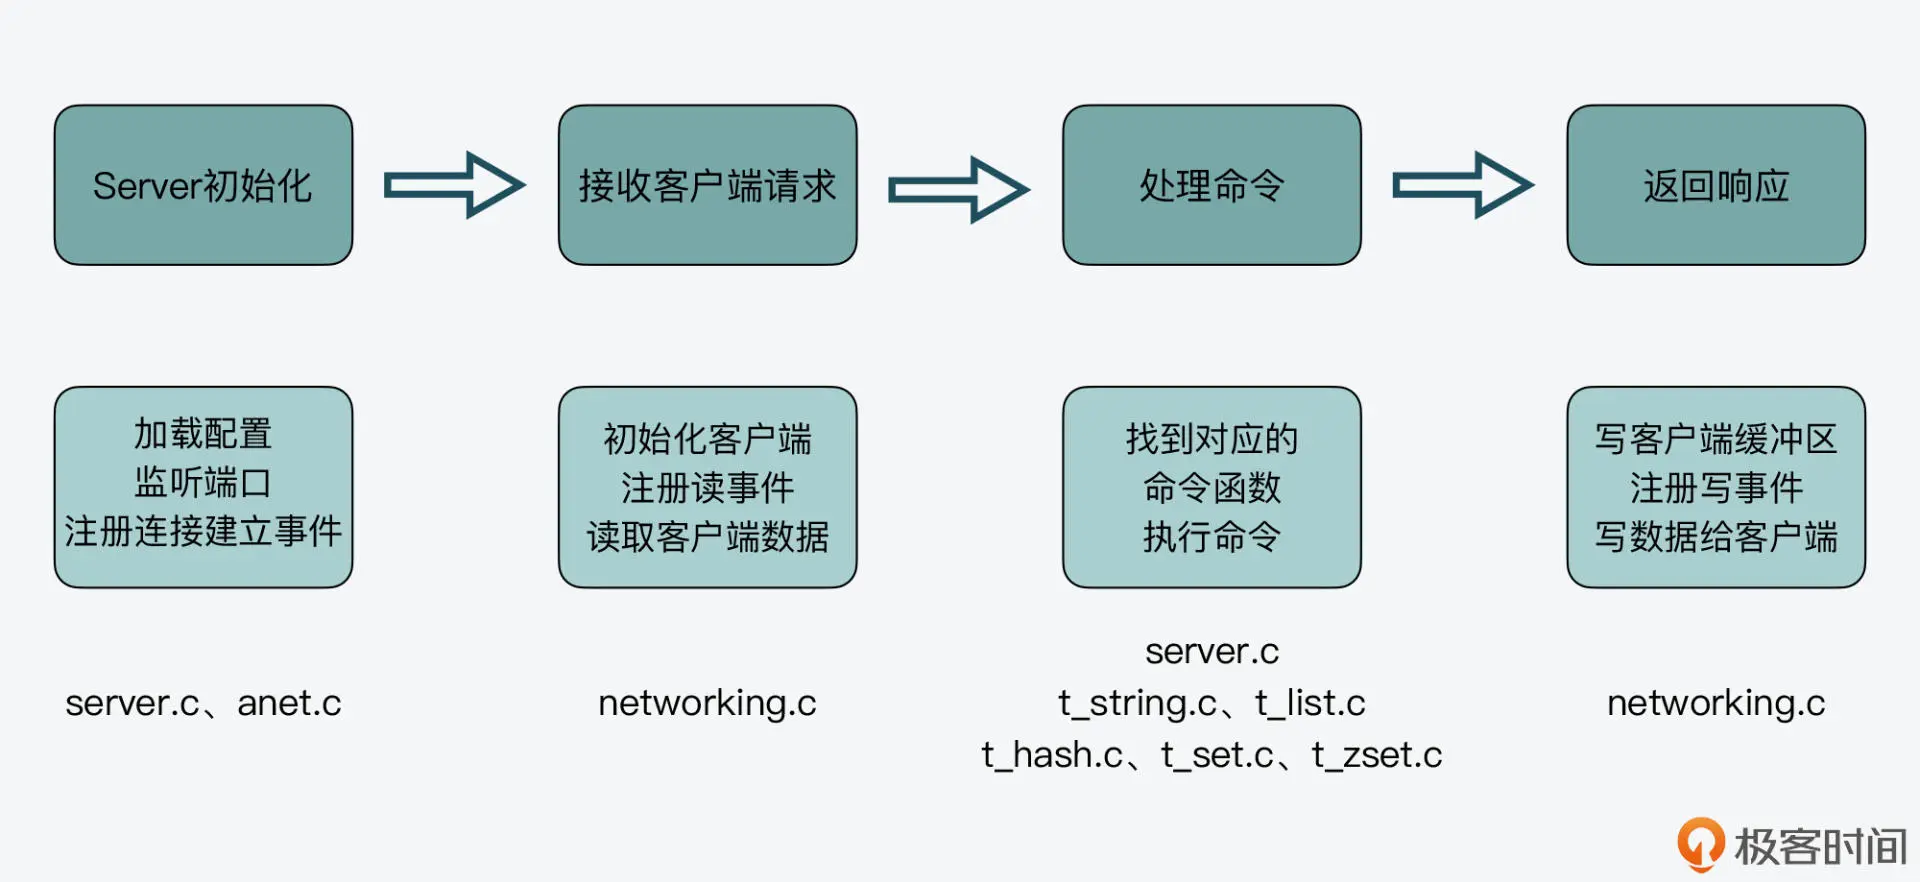 Server初始化
接收客户端请求
处理命令
返回响应
加载配置
监听端口
注册连接建立事件
初始化客户端
注册读事件
读取客户端数据
找到对应的
命令函数
执行命令
写客户端缓冲区
注册写事件
写数据给客户端
server.c、anet.c
networking.c
server.c
t_string.c、t_list.c
t_hash.c、t_set.c、t_zset.c
networking.c
极客时间